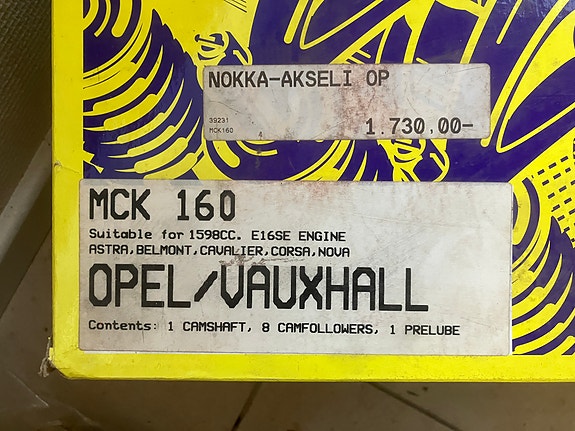 NOKKA-AKSELI OP
39231
MCK160 4 1.730,00-
MCK 160
Suitable for 1598CC. E16SE ENGINE
ASTRA,BELMONT,CAVALIER,CORSA,NOVA
OPEL/VAUXHALL
Contents: 1 CAMSHAFT, 8 CAMFOLLOWERS, 1 PRELUBE